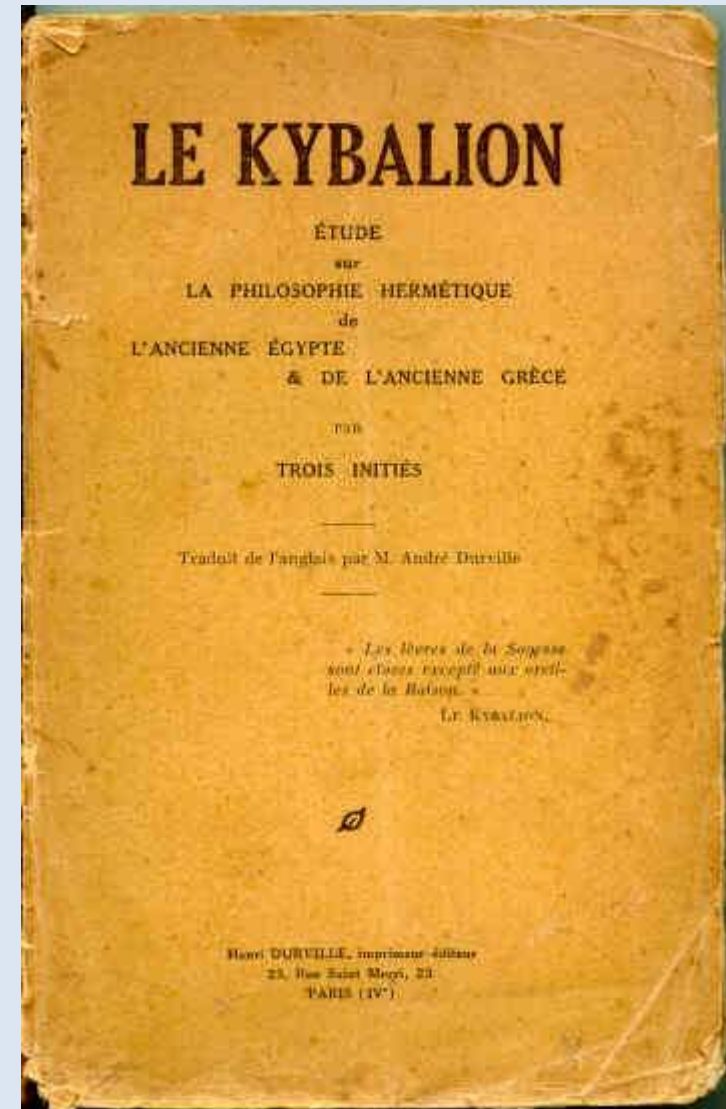 LE KYBALION
ÉTUDE
sur
LA PHILOSOPHIE HERMÉTIQUE
de
L'ANCIENNE ÉGYPTE
& DE L'ANCIENNE GRÈCE
PAR
TROIS INITIÉS
Traduit de l'anglais par M. André Durville
« Les lèvres de la Sagesse
sont closes excepté aux oreil-
les de la Raison. »
LE KYBALION.
Henri DURVILLE, imprimeur-éditeur
23, Rue Saint Merri, 23
PARIS (IVe)